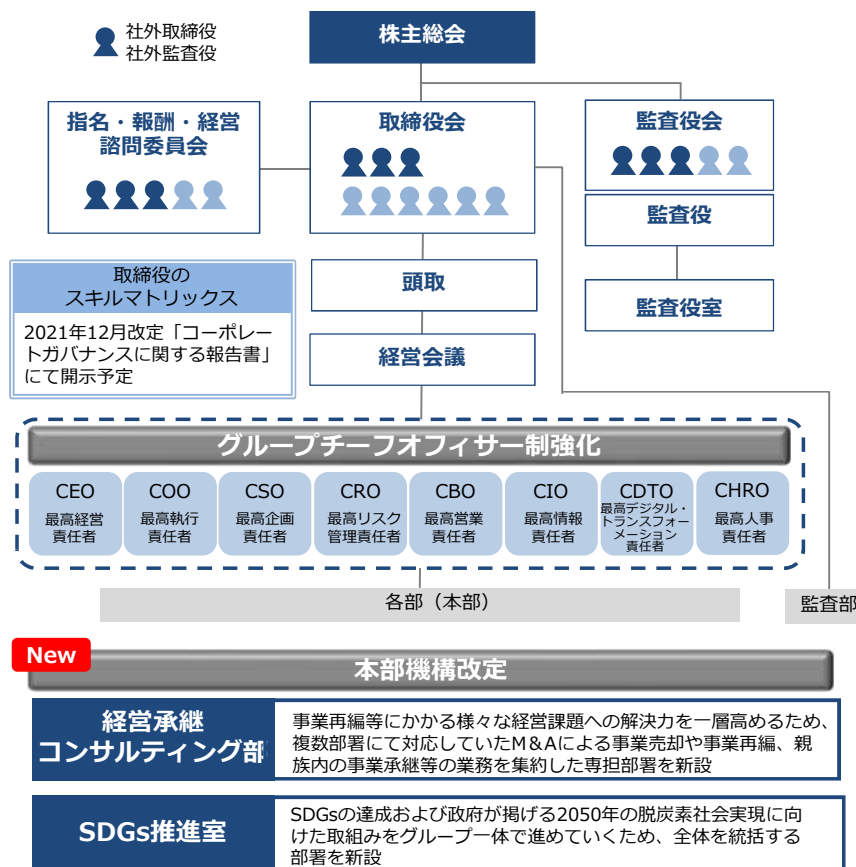 社外取締役
社外監査役
株主総会
指名・報酬・経営
諮問委員会
取締役会
監査役会
監査役
監査役室
頭取
経営会議
取締役の
スキルマトリックス
2021年12月改定「コーポレー
トガバナンスに関する報告書」
にて開示予定
グループチーフオフィサー制強化
CEO
最高経営
責任者
COO
最高執行
責任者
CSO
最高企画
責任者
CRO
最高リスク
管理責任者
CBO
最高営業
責任者
CIO
最高情報
責任者
CDTO
最高デジタル・
トランスフォー
メーション
責任者
CHRO
最高人事
責任者
各部（本部）
監査部
New
本部機構改定
経営承継
コンサルティング部
事業再編等にかかる様々な経営課題への解決力を一層高めるため、
複数部署にて対応していたM&Aによる事業売却や事業再編、親
族内の事業承継等の業務を集約した専担部署を新設
SDGs推進室
SDGsの達成および政府が掲げる2050年の脱炭素社会実現に向
けた取組みをグループ一体で進めていくため、全体を統括する
部署を新設